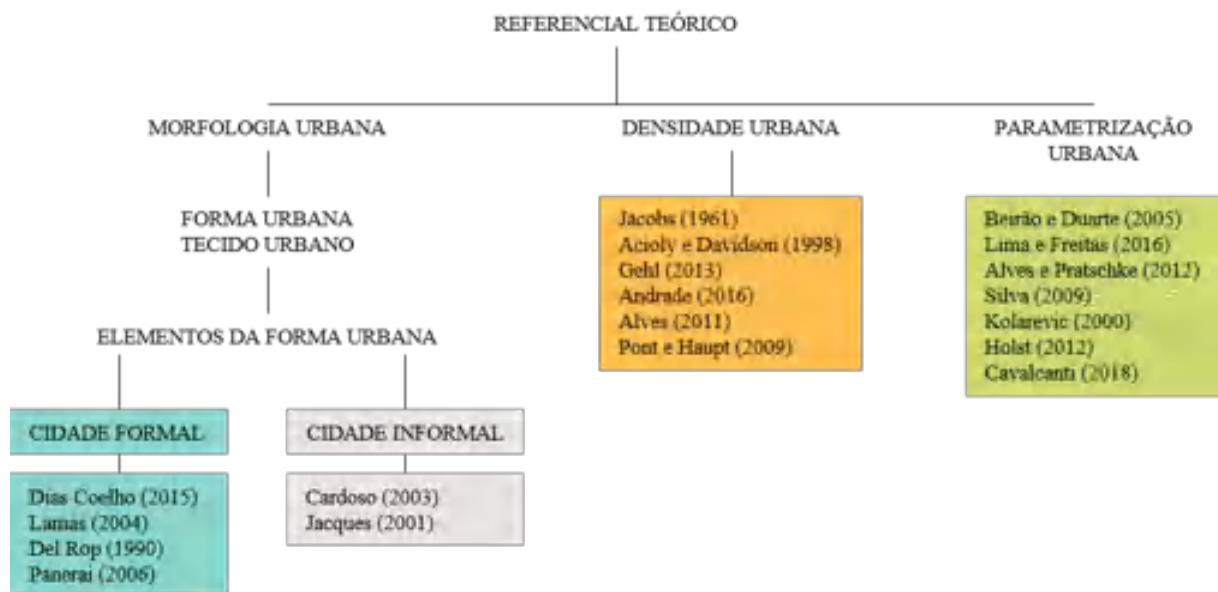 REFERENCIAL TEÓRICO
MORFOLOGIA URBANA
FORMA URBANA
TECIDO URBANO
ELEMENTOS DA FORMA URBANA
CIDADE FORMAL
Dias Coelho (2015)
Lamas (2004)
Del Rop (1990)
Panerai (2006)
CIDADE INFORMAL
Cardoso (2003)
Jacques (2001)
DENSIDADE URBANA
Jacobs (1961)
Acioly e Davidson (1998)
Gehl (2013)
Andrade (2016)
Alves (2011)
Pont e Haupt (2009)
PARAMETRIZAÇÃO
URBANA
Beirão e Duarte (2005)
Lima e Freitas (2016)
Alves e Pratschke (2012)
Silva (2009)
Kolarevic (2000)
Holst (2012)
Cavalcanti (2018)